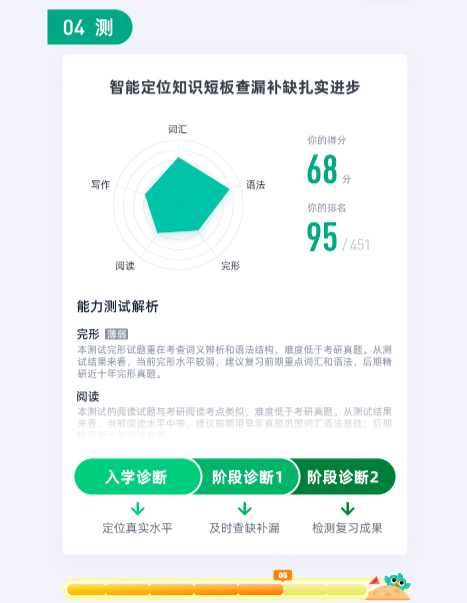 04 测
智能定位知识短板查漏补缺扎实进步
词汇
写作
语法
阅读
完形
你的得分
68 分
你的排名
95 / 451
能力测试解析
完形 薄弱
本测试完形试题重在考查词义辨析和语法结构，难度低于考研真题。从测
试结果来看，当前完形水平较弱，建议复习前期重点词汇和语法，后期精
研近十年完形真题。
阅读
本测试的阅读试题与考研阅读考点类似，难度低于考研真题。从测试结果
来看，当前阅读水平中等，建议前期用早年真题巩固词汇语法基础；后期
精研近十年阅读真题
入学诊断 阶段诊断1 阶段诊断2
定位真实水平 及时查缺补漏 检测复习成果
05